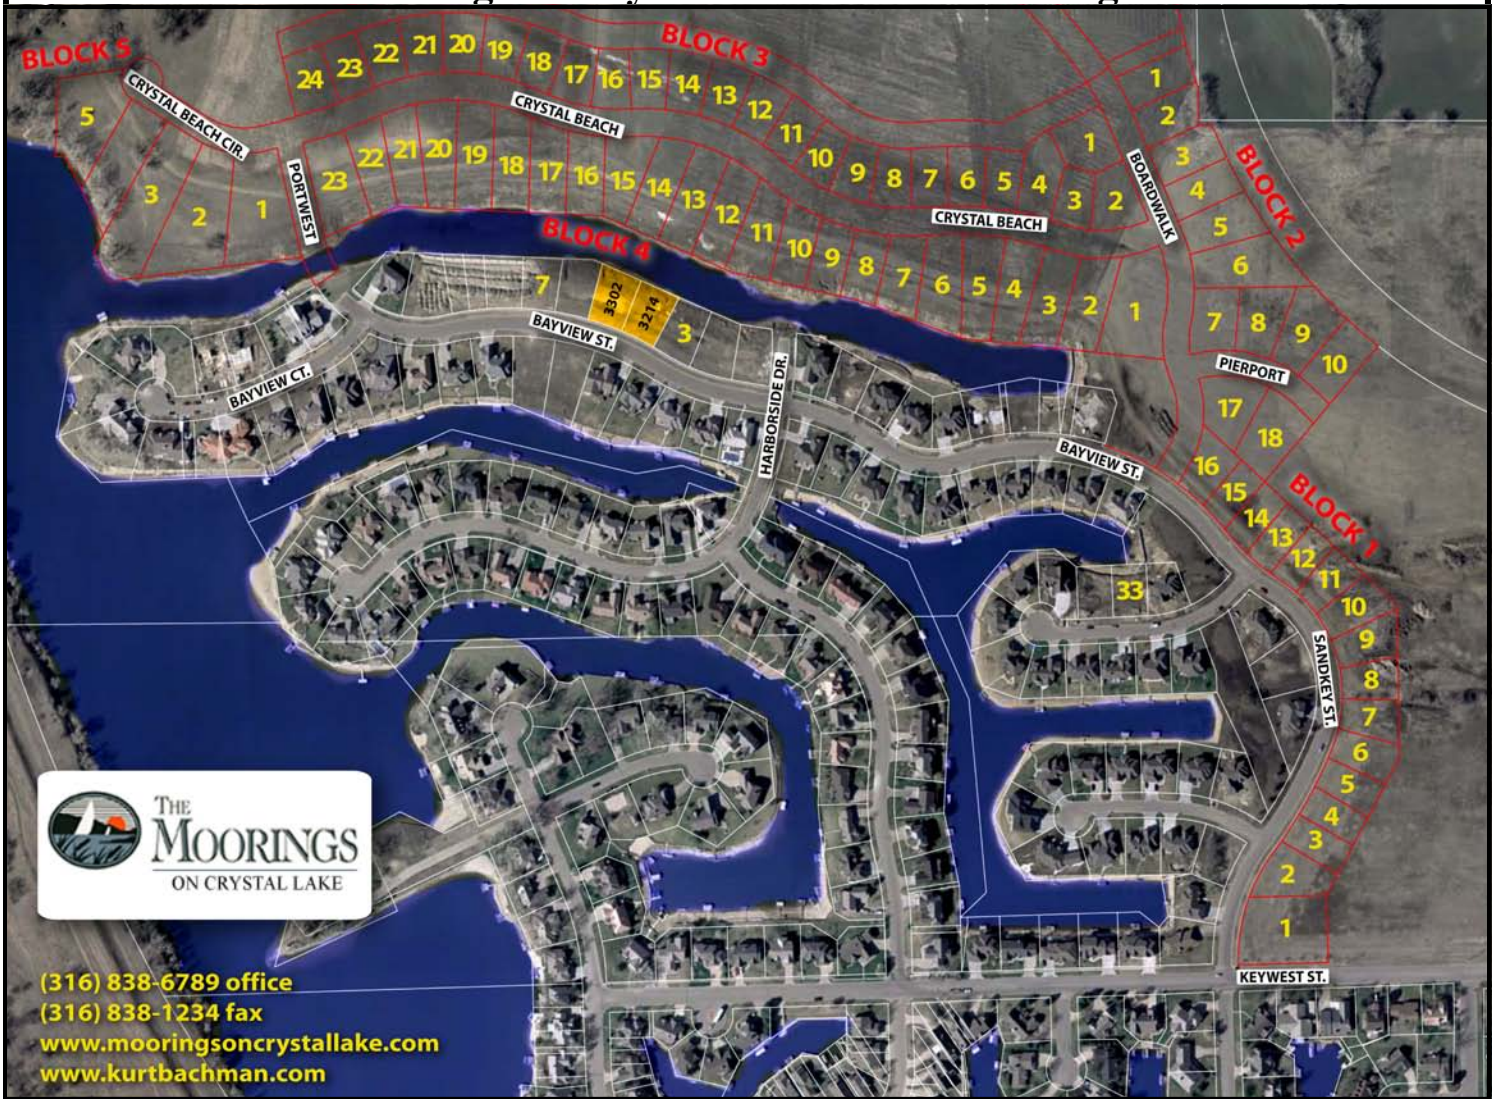 BLOCK 5
BLOCK 3
24 23 22 21 20 19 18 17 16 15 14 13 12 11 10 9 8 7 6 5 4 3 2 1
CRYSTAL BEACH CIR.
CRYSTAL BEACH
CRYSTAL BEACH
5 3 2 1
PORTWEST
23 22 21 20 19 18 17 16 15 14 13 12 11 10 9 8 7 6 5 4 3 2 1
BLOCK 4
BOARDWALK
BLOCK 2
1 2 3 4 5 6 7 8 9 10
PIERPORT
7
3302
3214
3
BAYVIEW ST.
BAYVIEW CT.
HARBORSIDE DR.
BAYVIEW ST.
17
18
BLOCK 1
16 15 14 13 12 11 10 9 8 7 6 5 4 3 2 1
33
SANDKEY ST.
KEYWEST ST.
THE
MOORINGS
ON CRYSTAL LAKE
(316) 838-6789 office
(316) 838-1234 fax
www.mooringsoncrystallake.com
www.kurtbachman.com